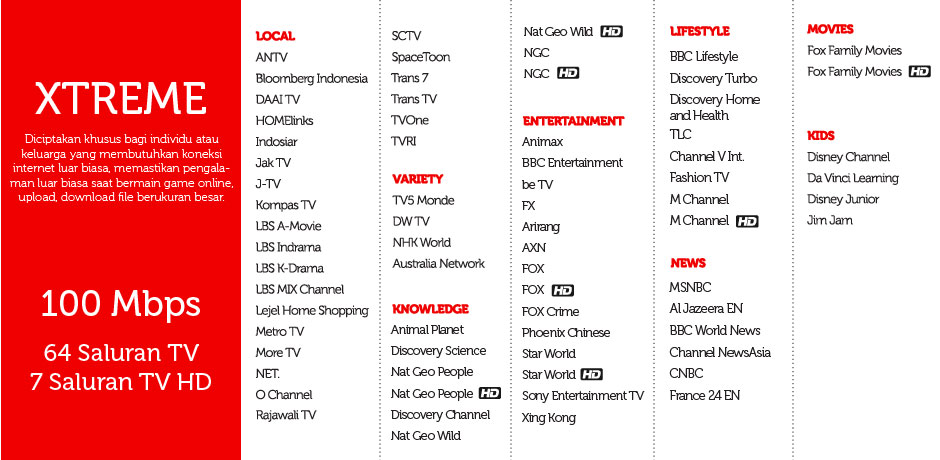 XTREME
Diciptakan khusus bagi individu atau
keluarga yang membutuhkan koneksi
internet luar biasa, memastikan pengala-
man luar biasa saat bermain game online,
upload, download file berukuran besar.
100 Mbps
64 Saluran TV
7 Saluran TV HD
LOCAL
ANTV
Bloomberg Indonesia
DAAI TV
HOMElinks
Indosiar
Jak TV
J-TV
Kompas TV
LBS A-Movie
LBS Indrama
LBS K-Drama
LBS MIX Channel
Lejel Home Shopping
Metro TV
More TV
NET.
O Channel
Rajawali TV
SCTV
SpaceToon
Trans 7
Trans TV
TVOne
TVRI
VARIETY
TV5 Monde
DW TV
NHK World
Australia Network
KNOWLEDGE
Animal Planet
Discovery Science
Nat Geo People
Nat Geo People HD
Discovery Channel
Nat Geo Wild
Nat Geo Wild HD
NGC
NGC HD
ENTERTAINMENT
Animax
BBC Entertainment
be TV
FX
Arirang
AXN
FOX
FOX HD
FOX Crime
Phoenix Chinese
Star World
Star World HD
Sony Entertainment TV
Xing Kong
LIFESTYLE
BBC Lifestyle
Discovery Turbo
Discovery Home
and Health
TLC
Channel V Int.
Fashion TV
M Channel
M Channel HD
NEWS
MSNBC
Al Jazeera EN
BBC World News
Channel NewsAsia
CNBC
France 24 EN
MOVIES
Fox Family Movies
Fox Family Movies HD
KIDS
Disney Channel
Da Vinci Learning
Disney Junior
Jim Jam